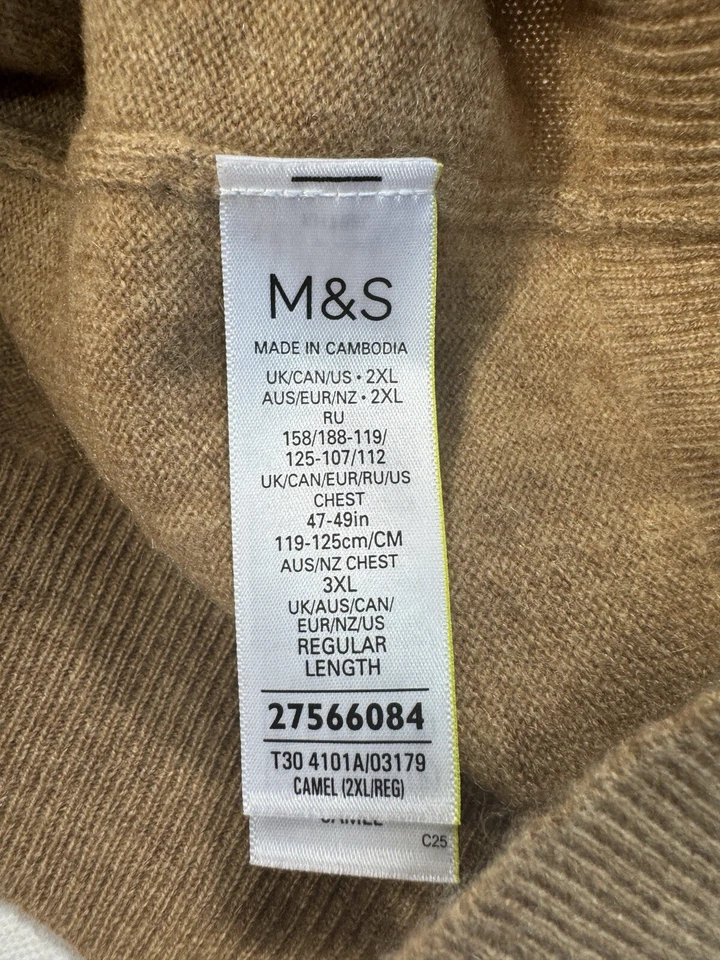 M&S
MADE IN CAMBODIA
UK/CAN/US • 2XL
AUS/EUR/NZ • 2XL
RU
158/188-119/
125-107/112
UK/CAN/EUR/RU/US
CHEST
47-49in
119-125cm/CM
AUS/NZ CHEST
3XL
UK/AUS/CAN/
EUR/NZ/US
REGULAR
LENGTH
27566084
T30 4101A/03179
CAMEL (2XL/REG)
CAMEL
C25